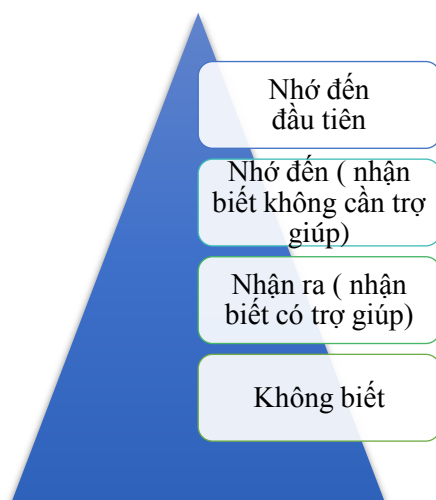 Nhớ đến
đầu tiên
Nhớ đến ( nhận
biết không cần trợ
giúp)
Nhận ra ( nhận
biết có trợ giúp)
Không biết